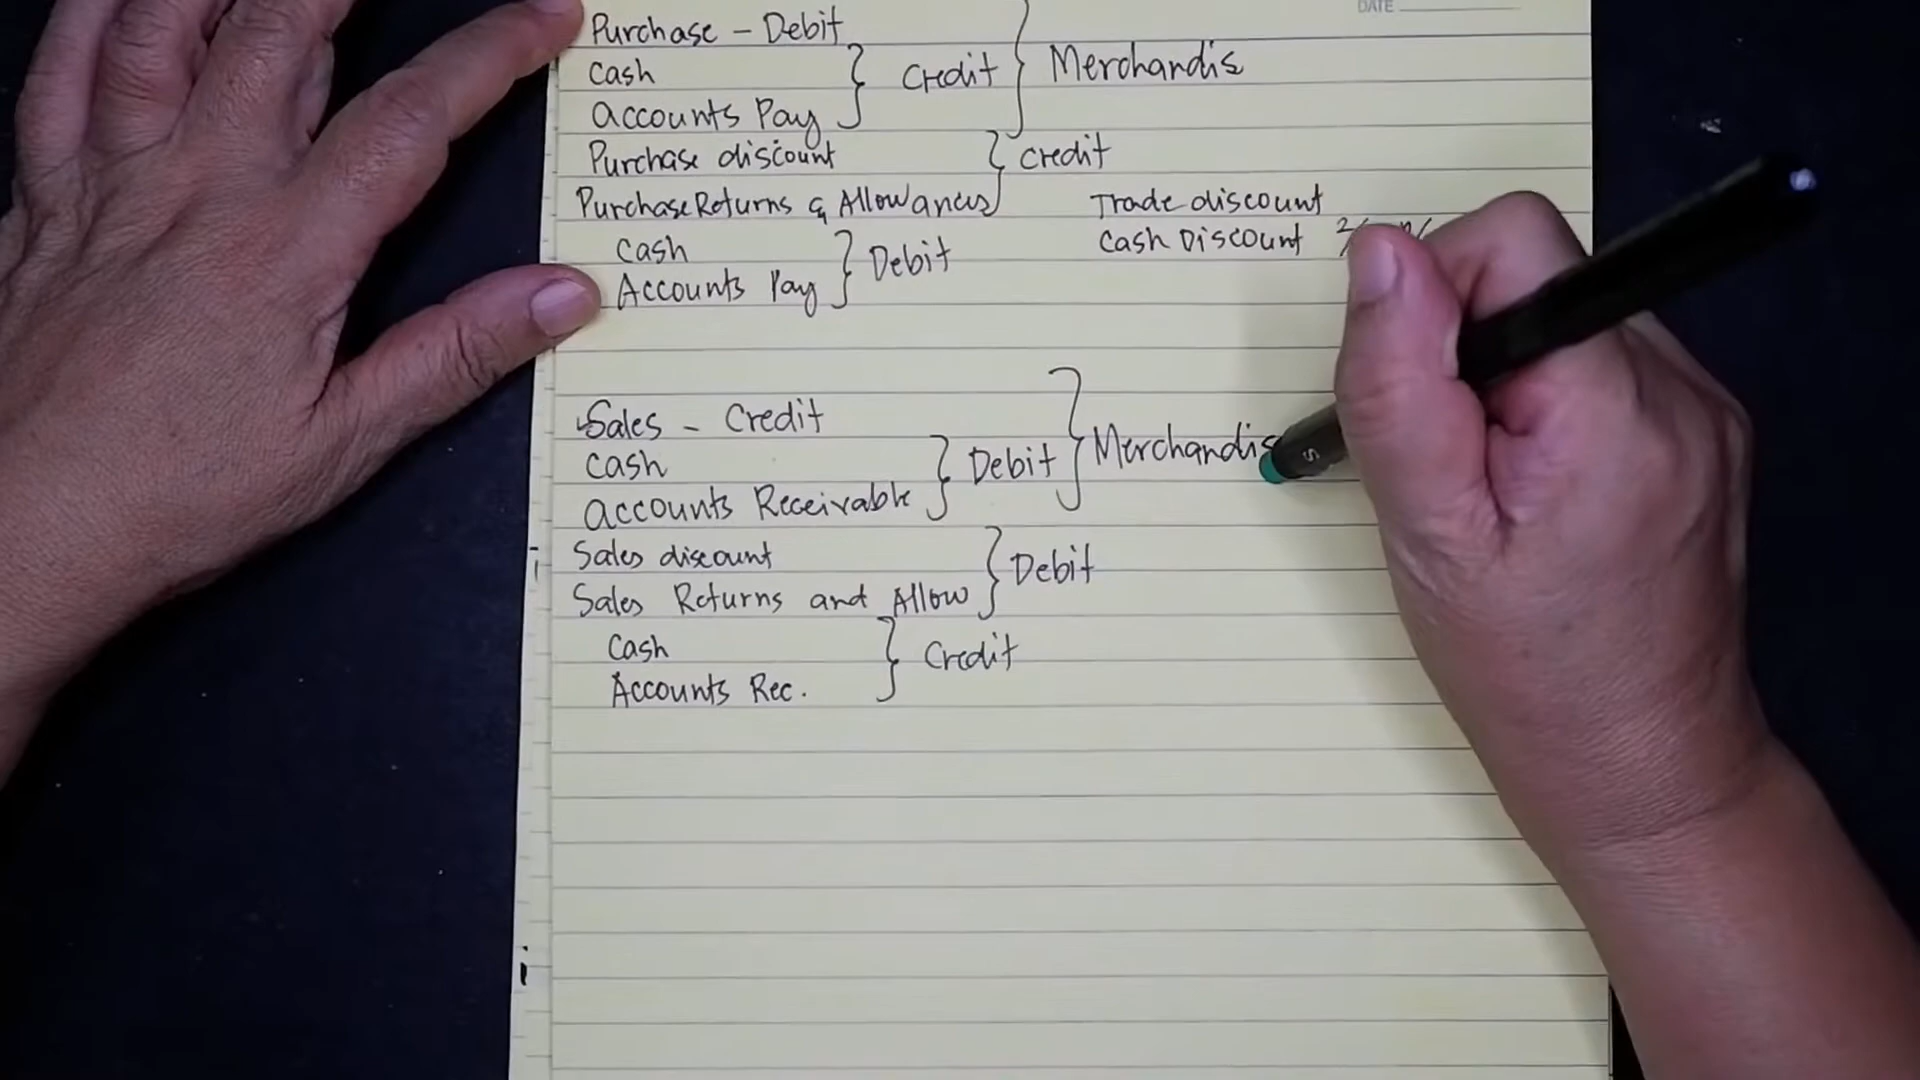 DATE
Purchase - Debit
Cash
Accounts Pay } Credit } Merchandis
Purchase discount
Purchase Returns & Allowances } Credit
Trade discount
Cash Discount 2/
Cash
Accounts Pay } Debit
Sales - Credit
Cash
Accounts Receivable } Debit } Merchandis
Sales discount
Sales Returns and Allow } Debit
Cash
Accounts Rec. } Credit
S